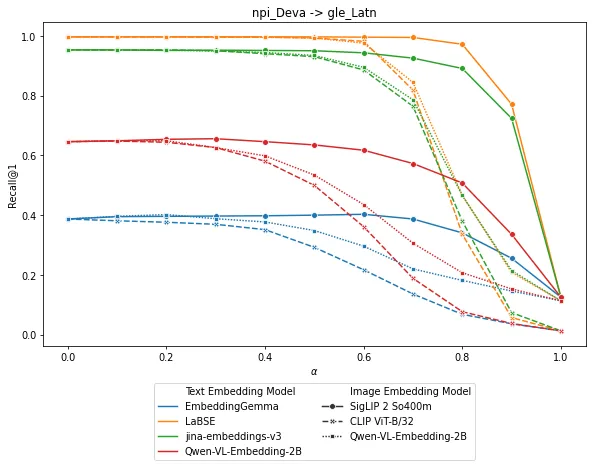 npi_Deva -> gle_Latn
Recall@1
1.0
0.8
0.6
0.4
0.2
0.0
0.0 0.2 0.4 0.6 0.8 1.0
α
Text Embedding Model
EmbeddingGemma
LaBSE
jina-embeddings-v3
Qwen-VL-Embedding-2B
Image Embedding Model
SigLIP 2 So400m
CLIP ViT-B/32
Qwen-VL-Embedding-2B